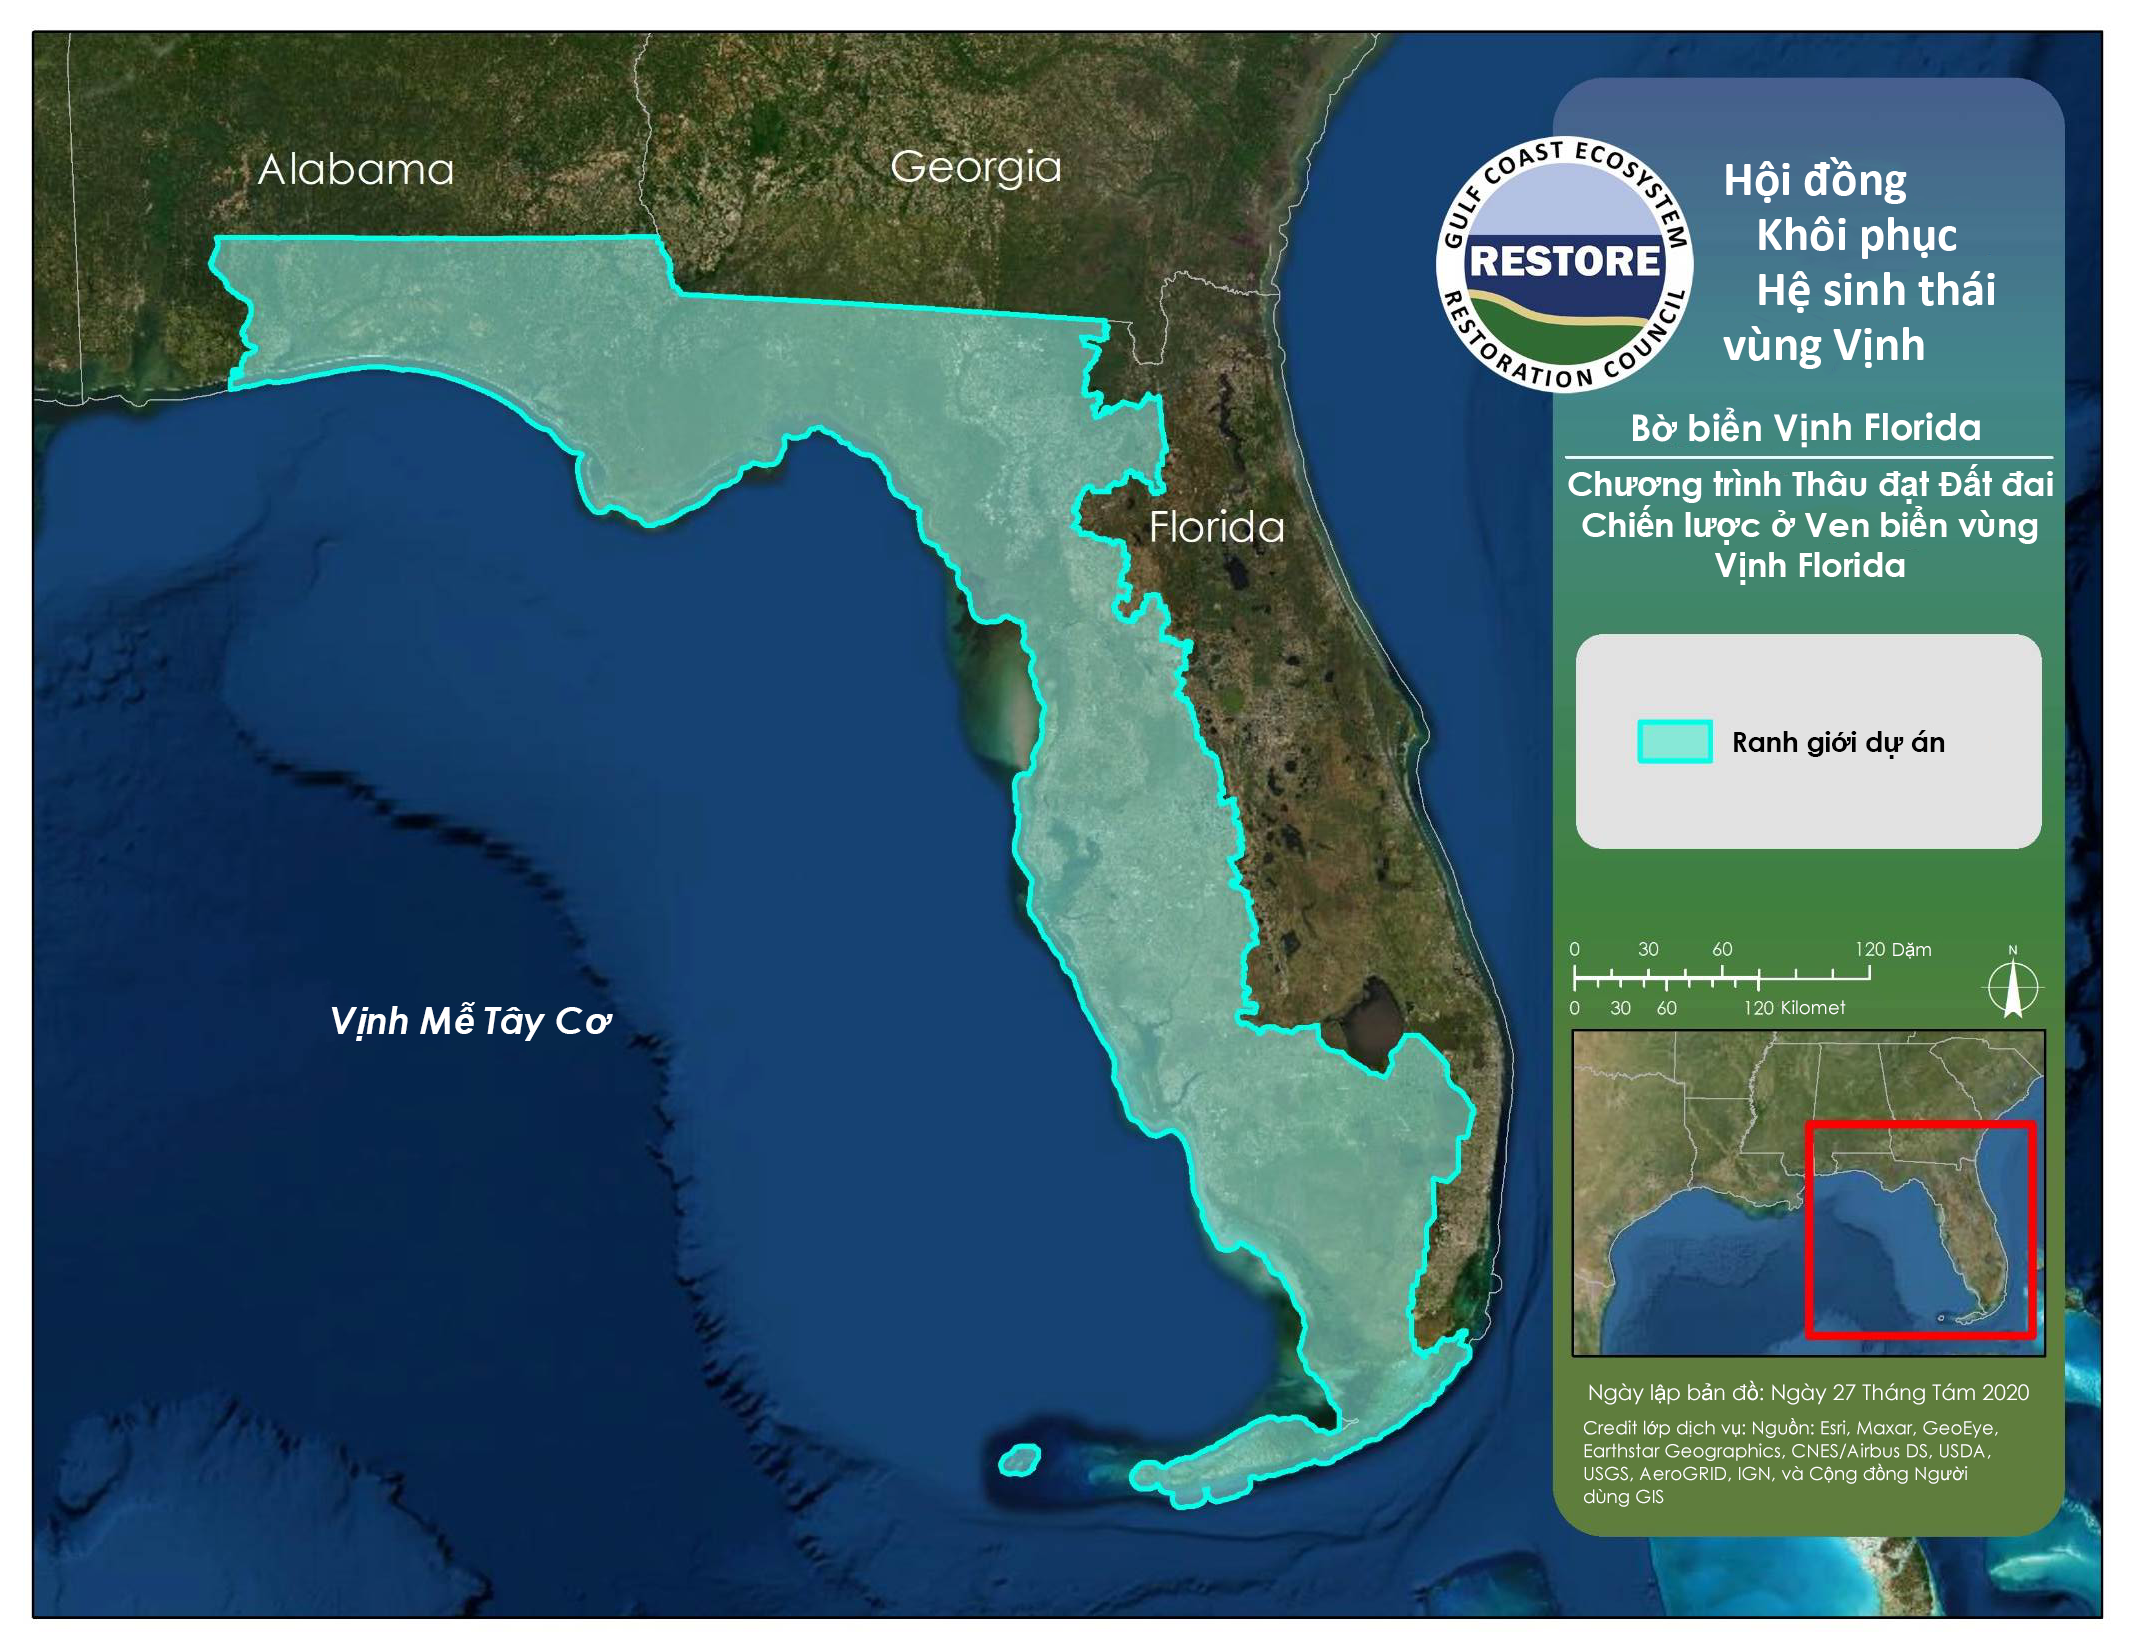 Alabama
Georgia
Florida
Vịnh Mễ Tây Cơ
GULF COAST ECOSYSTEM
RESTORE
RESTORATION COUNCIL
Hội đồng
Khôi phục
Hệ sinh thái
vùng Vịnh
Bờ biển Vịnh Florida
Chương trình Thâu đạt Đất đai
Chiến lược ở Ven biển vùng
Vịnh Florida
Ranh giới dự án
0 30 60 120 Dặm
0 30 60 120 Kilomet
N
Ngày lập bản đồ: Ngày 27 Tháng Tám 2020
Credit lớp dịch vụ: Nguồn: Esri, Maxar, GeoEye,
Earthstar Geographics, CNES/Airbus DS, USDA,
USGS, AeroGRID, IGN, và Cộng đồng Người
dùng GIS